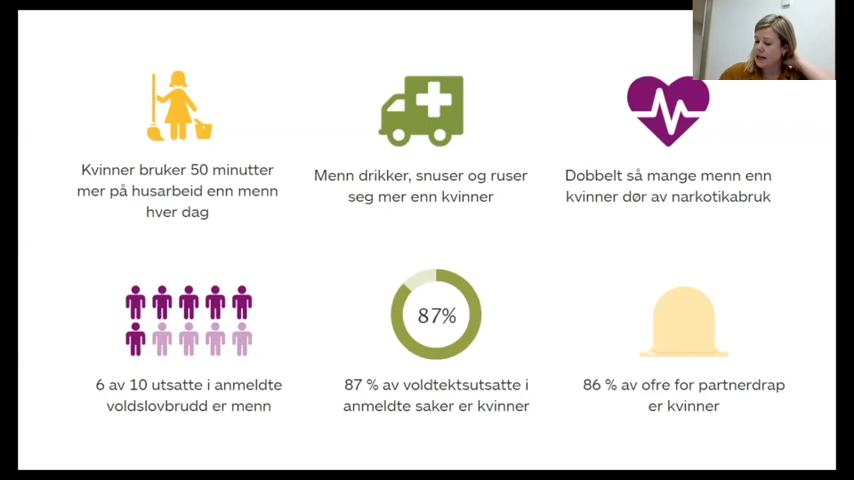 Kvinner bruker 50 minutter
mer på husarbeid enn menn
hver dag
Menn drikker, snuser og ruser
seg mer enn kvinner
Dobbelt så mange menn enn
kvinner dør av narkotikabruk
6 av 10 utsatte i anmeldte
voldslovbrudd er menn
87%
87 % av voldtektsutsatte i
anmeldte saker er kvinner
86 % av ofre for partnerdrap
er kvinner